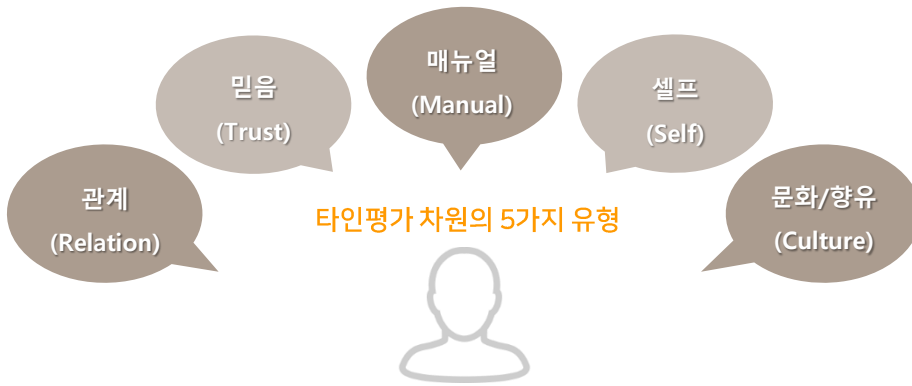 관계
(Relation)
믿음
(Trust)
매뉴얼
(Manual)
셀프
(Self)
문화/향유
(Culture)
타인평가 차원의 5가지 유형